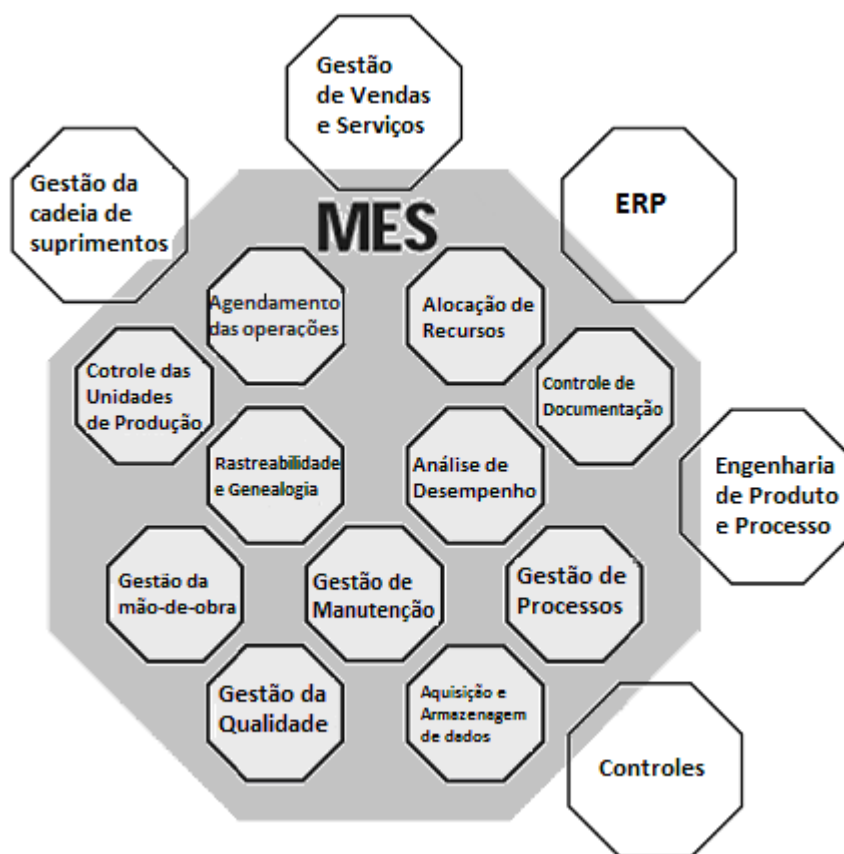 Gestão
de Vendas
e Serviços
Gestão da
cadeia de
suprimentos
ERP
MES
Agendamento
das operações
Alocação de
Recursos
Cotrole das
Unidades
de Produção
Controle de
Documentação
Rastreabilidade
e Genealogia
Análise de
Desempenho
Engenharia
de Produto
e Processo
Gestão da
mão-de-obra
Gestão de
Manutenção
Gestão de
Processos
Gestão da
Qualidade
Aquisição e
Armazenagem
de dados
Controles